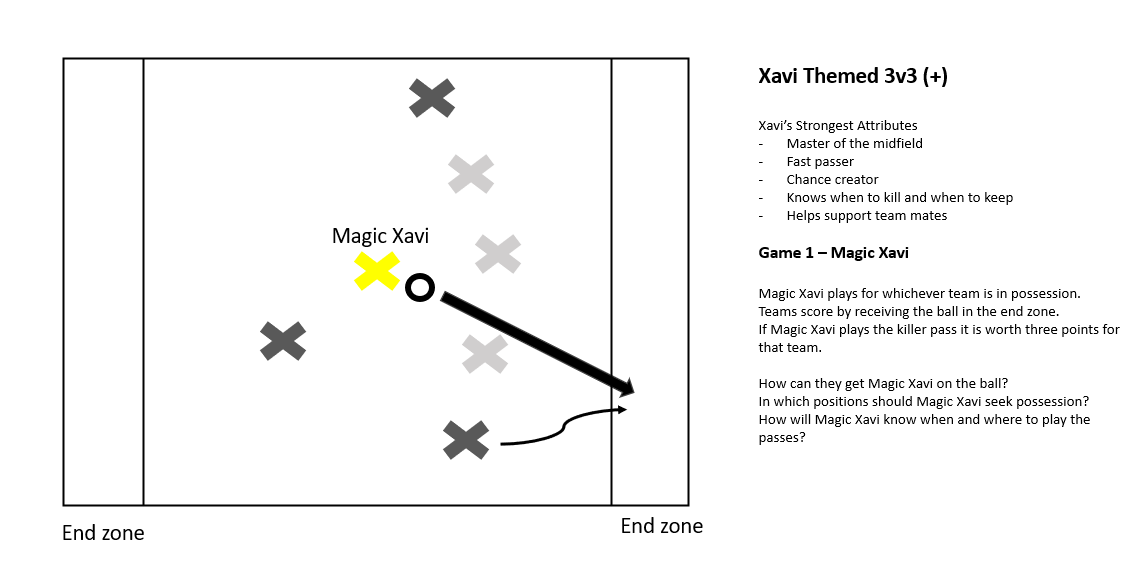 Xavi Themed 3v3 (+)
Xavi's Strongest Attributes
- Master of the midfield
- Fast passer
- Chance creator
- Knows when to kill and when to keep
- Helps support team mates
Game 1 – Magic Xavi
Magic Xavi plays for whichever team is in possession.
Teams score by receiving the ball in the end zone.
If Magic Xavi plays the killer pass it is worth three points for
that team.
How can they get Magic Xavi on the ball?
In which positions should Magic Xavi seek possession?
How will Magic Xavi know when and where to play the
passes?
Magic Xavi
End zone
End zone